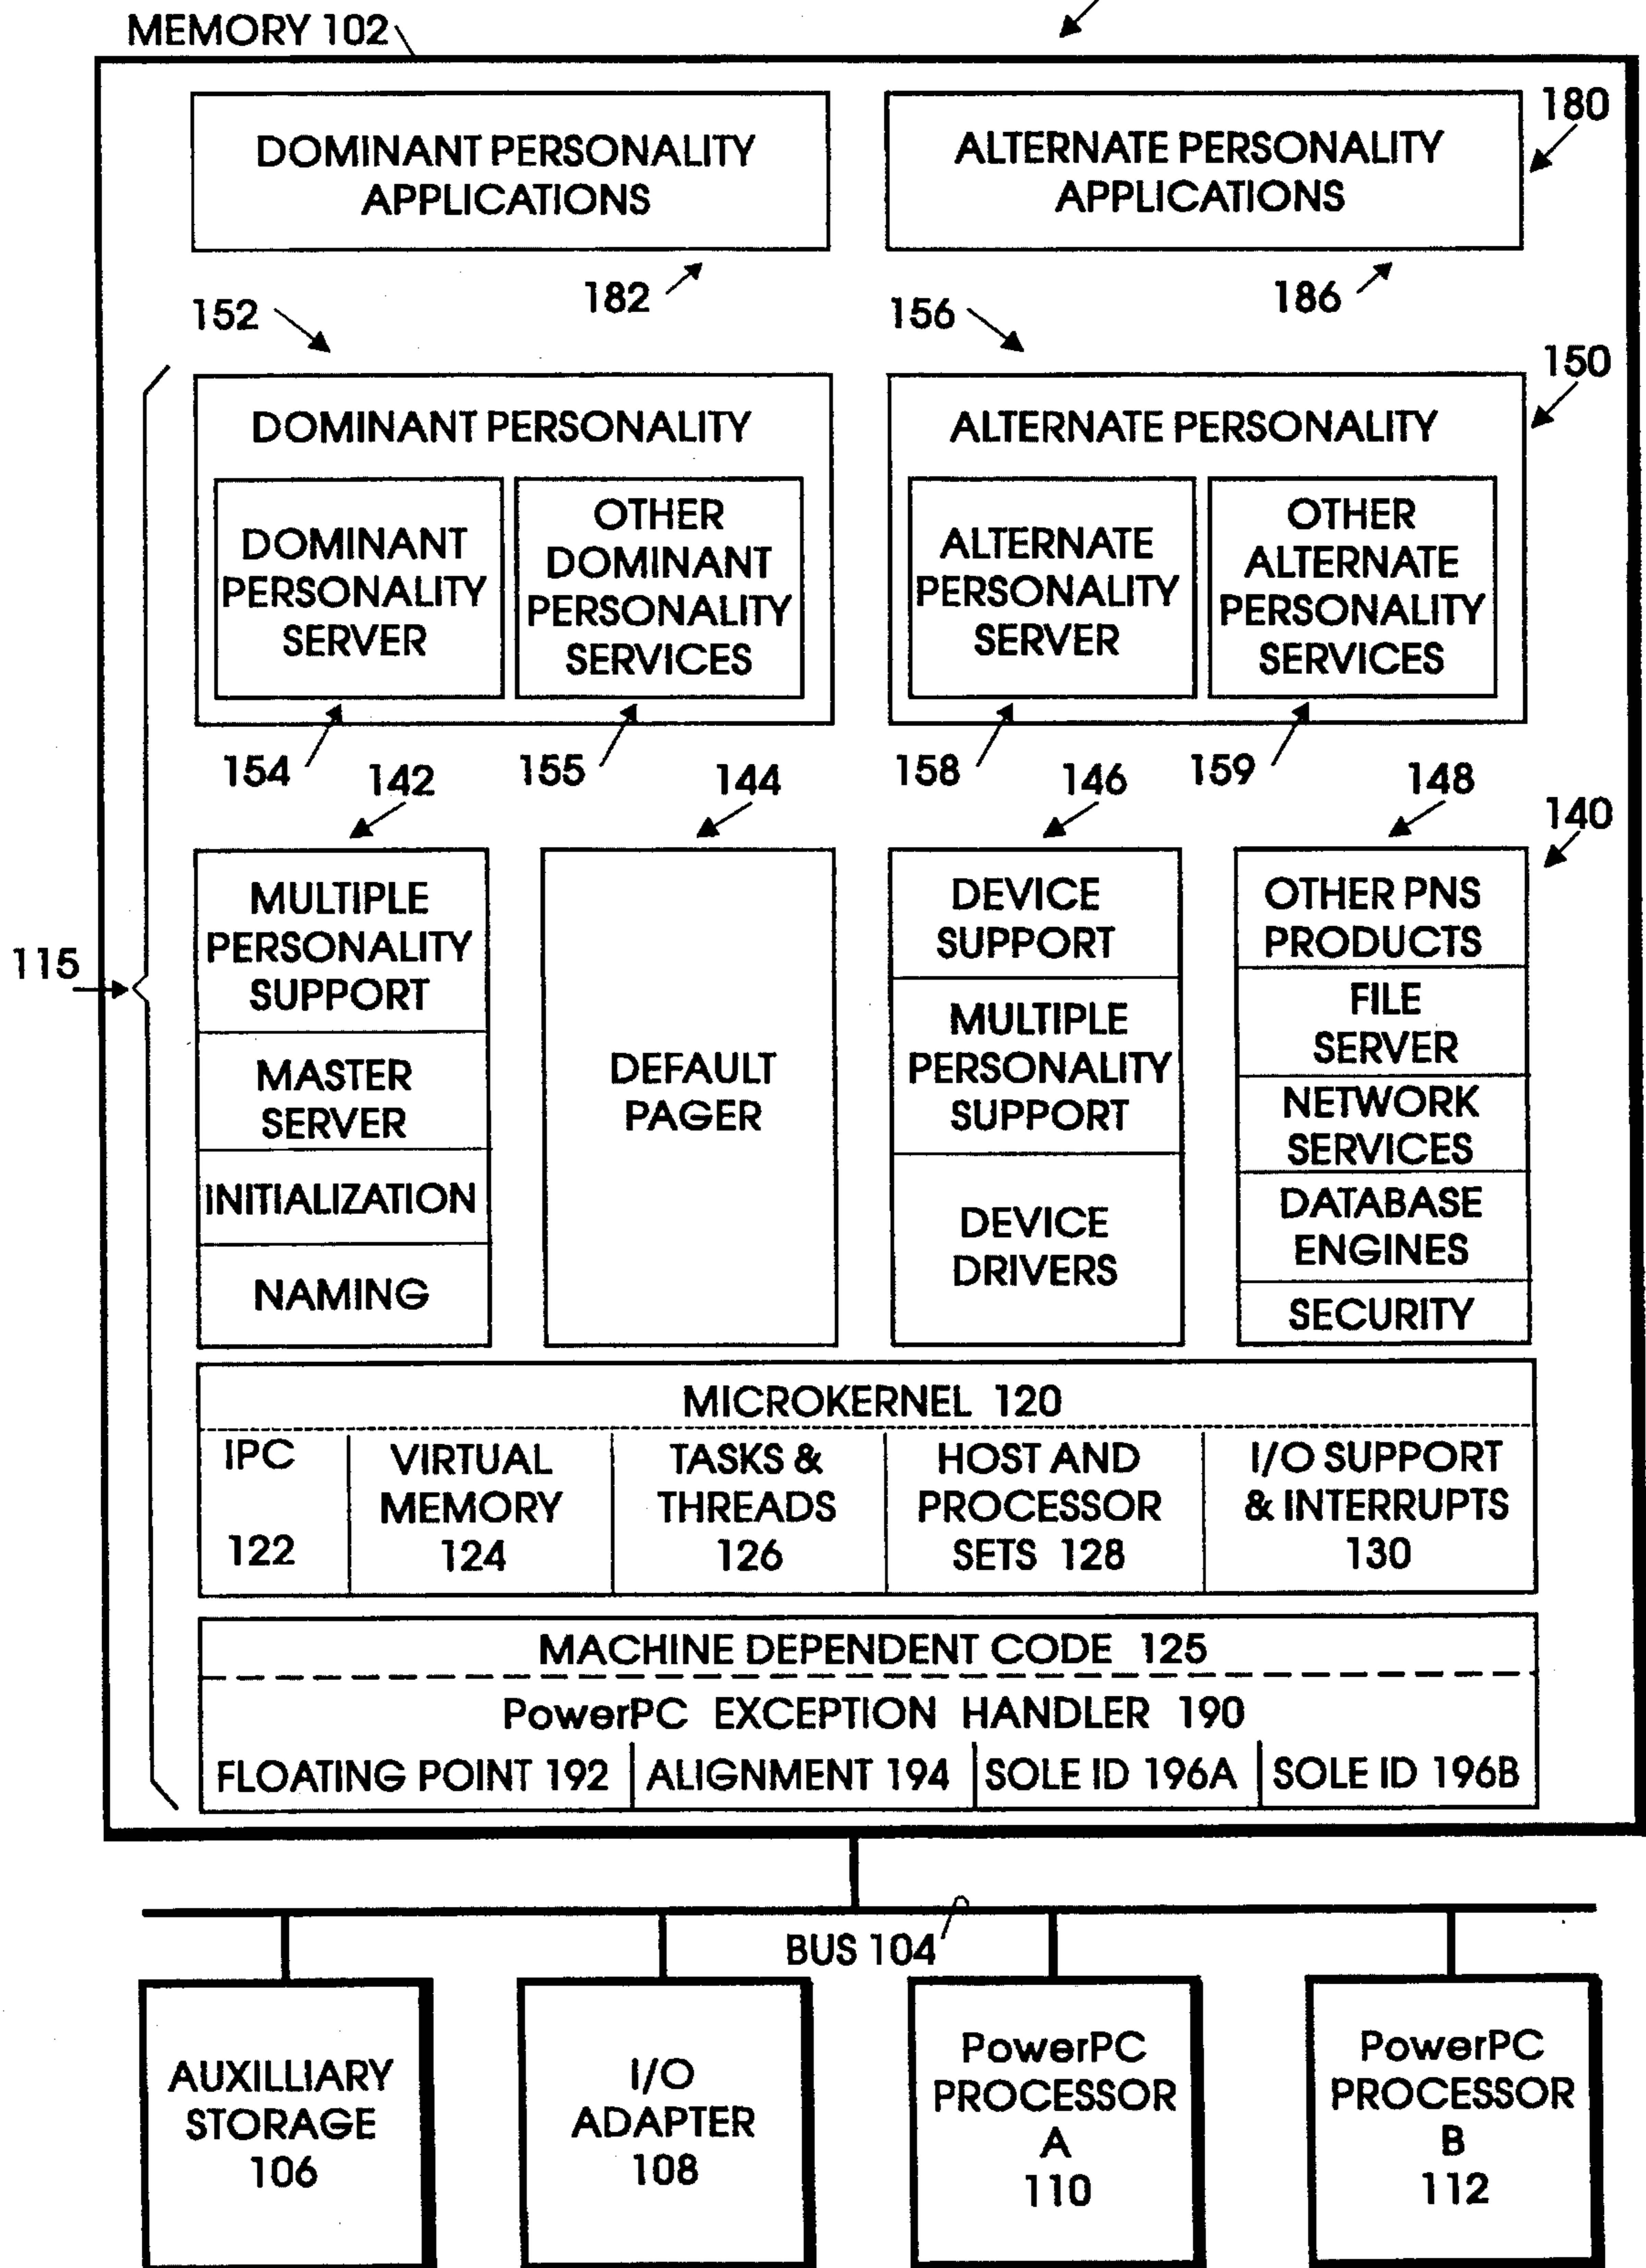 MEMORY 102
180
DOMINANT PERSONALITY
APPLICATIONS
ALTERNATE PERSONALITY
APPLICATIONS
182
186
152
156
150
DOMINANT PERSONALITY
DOMINANT
PERSONALITY
SERVER
OTHER
DOMINANT
PERSONALITY
SERVICES
ALTERNATE PERSONALITY
ALTERNATE
PERSONALITY
SERVER
OTHER
ALTERNATE
PERSONALITY
SERVICES
154
155
158
159
142
144
146
148
140
115
MULTIPLE
PERSONALITY
SUPPORT
MASTER
SERVER
INITIALIZATION
NAMING
DEFAULT
PAGER
DEVICE
SUPPORT
MULTIPLE
PERSONALITY
SUPPORT
DEVICE
DRIVERS
OTHER PNS
PRODUCTS
FILE
SERVER
NETWORK
SERVICES
DATABASE
ENGINES
SECURITY
MICROKERNEL 120
IPC
122
VIRTUAL
MEMORY
124
TASKS &
THREADS
126
HOST AND
PROCESSOR
SETS 128
I/O SUPPORT
& INTERRUPTS
130
MACHINE DEPENDENT CODE 125
PowerPC EXCEPTION HANDLER 190
FLOATING POINT 192
ALIGNMENT 194
SOLE ID 196A
SOLE ID 196B
BUS 104
AUXILLIARY
STORAGE
106
I/O
ADAPTER
108
PowerPC
PROCESSOR
A
110
PowerPC
PROCESSOR
B
112